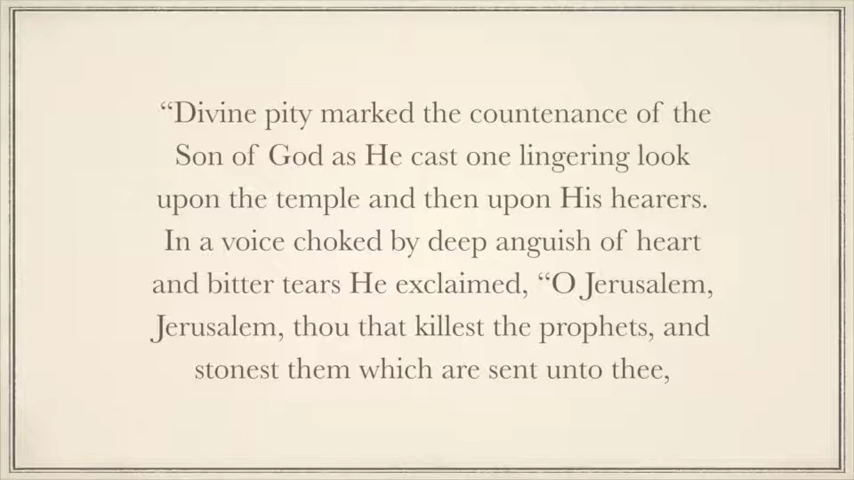 “Divine pity marked the countenance of the
Son of God as He cast one lingering look
upon the temple and then upon His hearers.
In a voice choked by deep anguish of heart
and bitter tears He exclaimed, “O Jerusalem,
Jerusalem, thou that killest the prophets, and
stonest them which are sent unto thee,